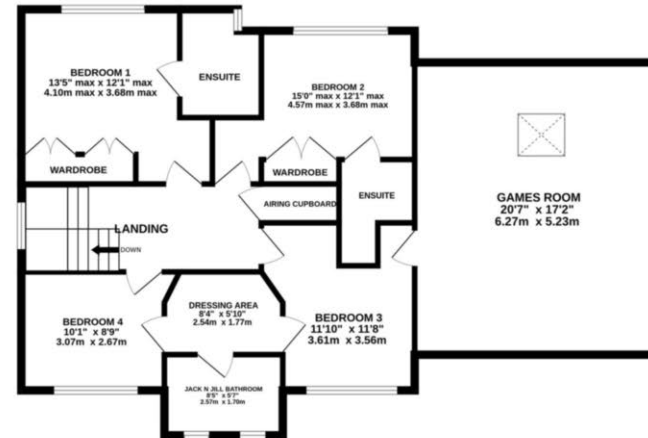 BEDROOM 1
13'5" max x 12'1" max
4.10m max x 3.68m max
ENSUITE
BEDROOM 2
15'0" max x 12'1" max
4.57m max x 3.68m max
WARDROBE
WARDROBE
ENSUITE
AIRING CUPBOARD
GAMES ROOM
20'7" x 17'2"
6.27m x 5.23m
LANDING
DOWN
DRESSING AREA
8'4" x 5'10"
2.54m x 1.77m
BEDROOM 4
10'1" x 8'9"
3.07m x 2.67m
BEDROOM 3
11'10" x 11'8"
3.61m x 3.56m
JACK N JILL BATHROOM
8'5" x 5'7"
2.57m x 1.70m